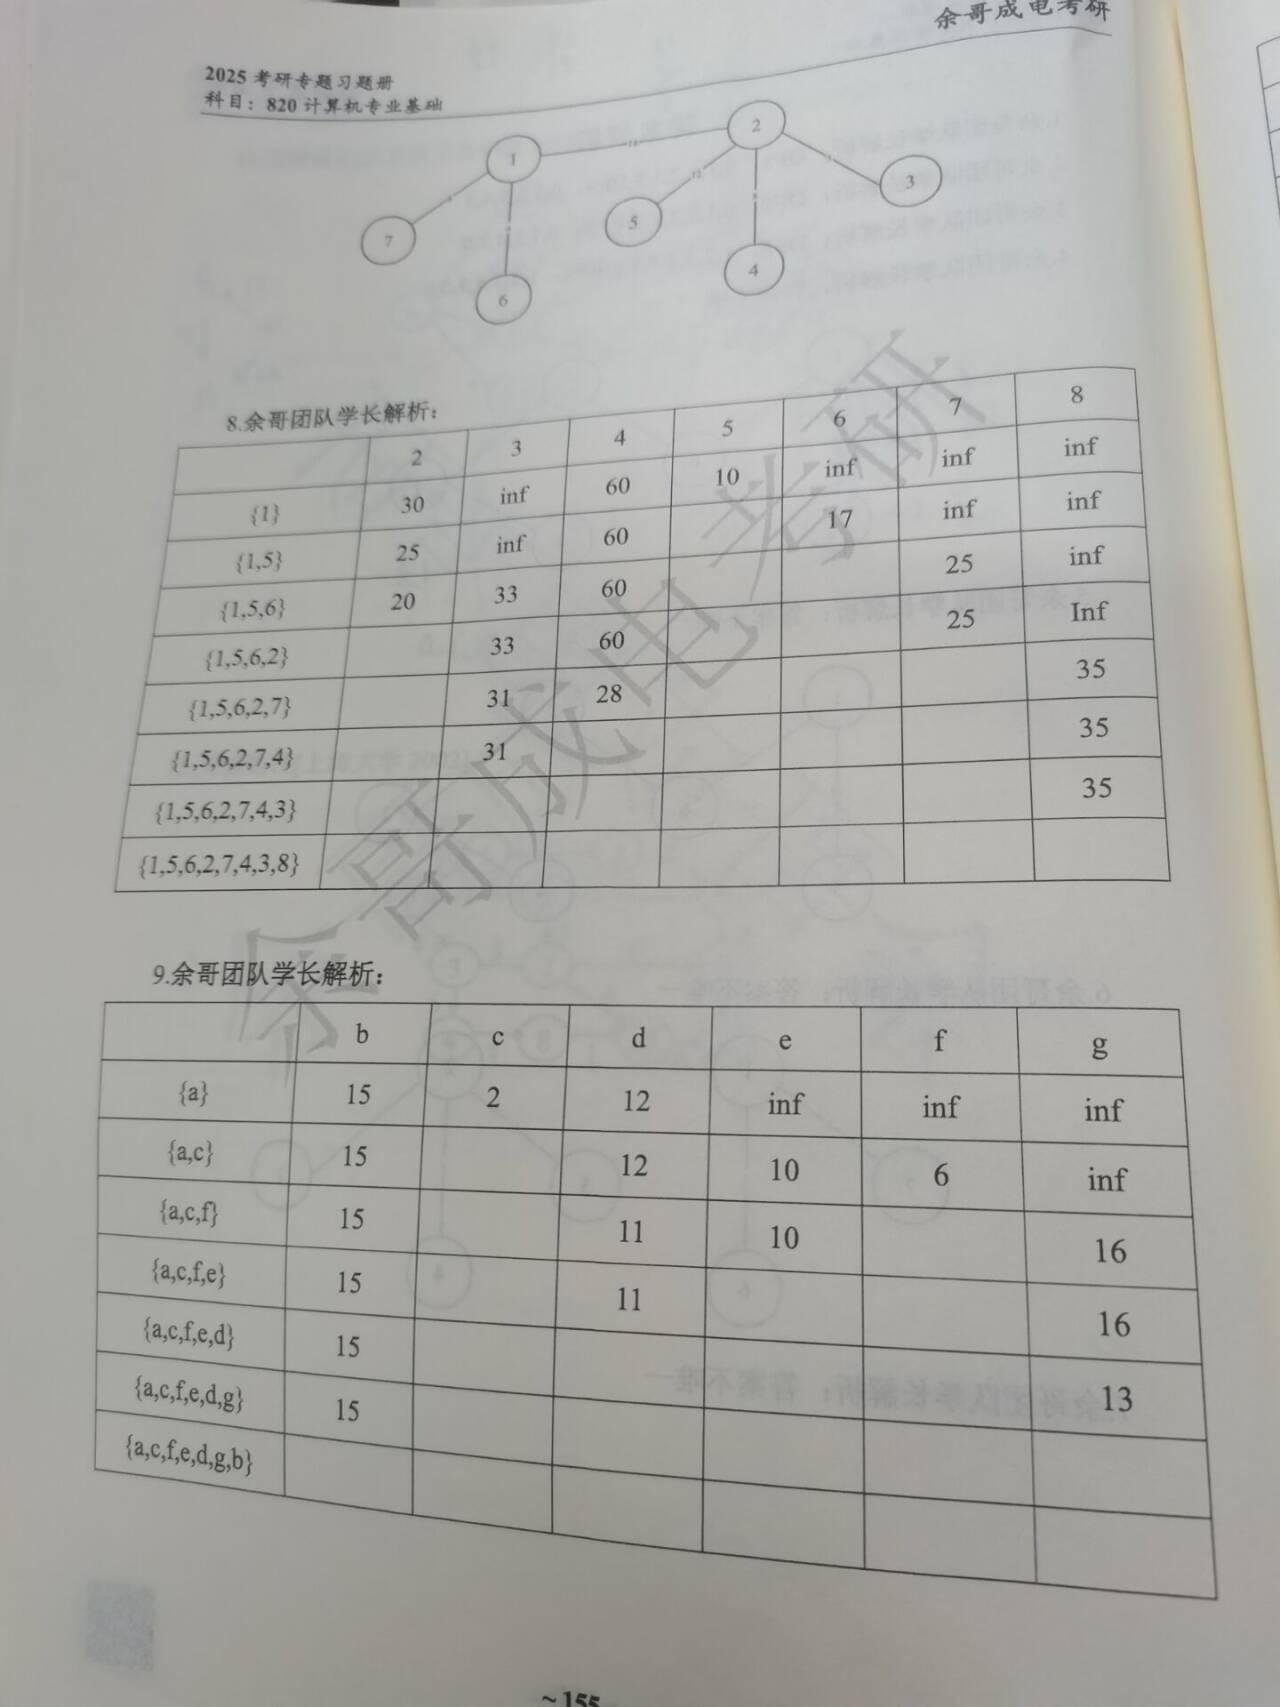 余哥成电考研
2025 考研专题习题册
科目：820 计算机专业基础
1
2
3
7
5
4
6
8.余哥团队学长解析：
2 3 4 5 6 7 8
{1} 30 inf 60 10 inf inf inf
{1,5} 25 inf 60 17 inf inf
{1,5,6} 20 33 60 25 inf
{1,5,6,2} 33 60 25 Inf
{1,5,6,2,7} 31 28 35
{1,5,6,2,7,4} 31 35
{1,5,6,2,7,4,3} 35
{1,5,6,2,7,4,3,8}
余哥成电考研
9.余哥团队学长解析：
b c d e f g
{a} 15 2 12 inf inf inf
{a,c} 15 12 10 6 inf
{a,c,f} 15 11 10 16
{a,c,f,e} 15 11 16
{a,c,f,e,d} 15 13
{a,c,f,e,d,g} 15
{a,c,f,e,d,g,b}
~155